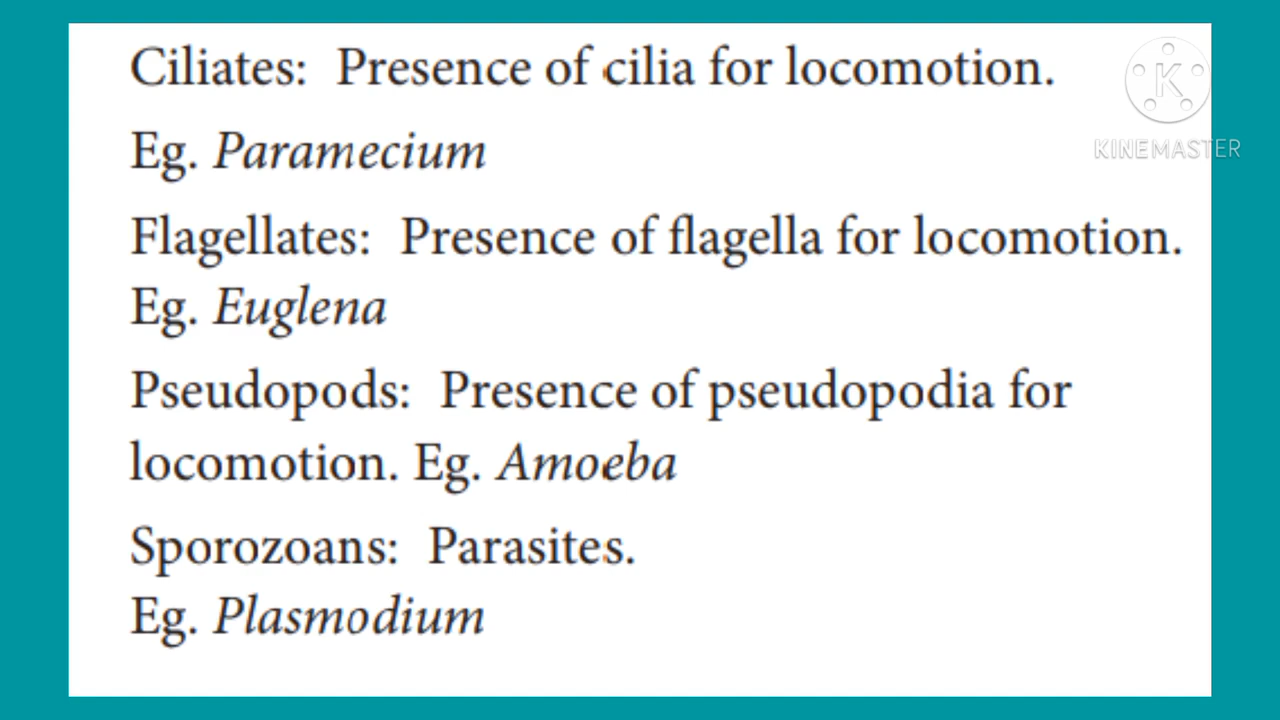 Ciliates: Presence of cilia for locomotion.
Eg. Paramecium
Flagellates: Presence of flagella for locomotion.
Eg. Euglena
Pseudopods: Presence of pseudopodia for
locomotion. Eg. Amoeba
Sporozoans: Parasites.
Eg. Plasmodium
K
KINEMASTER